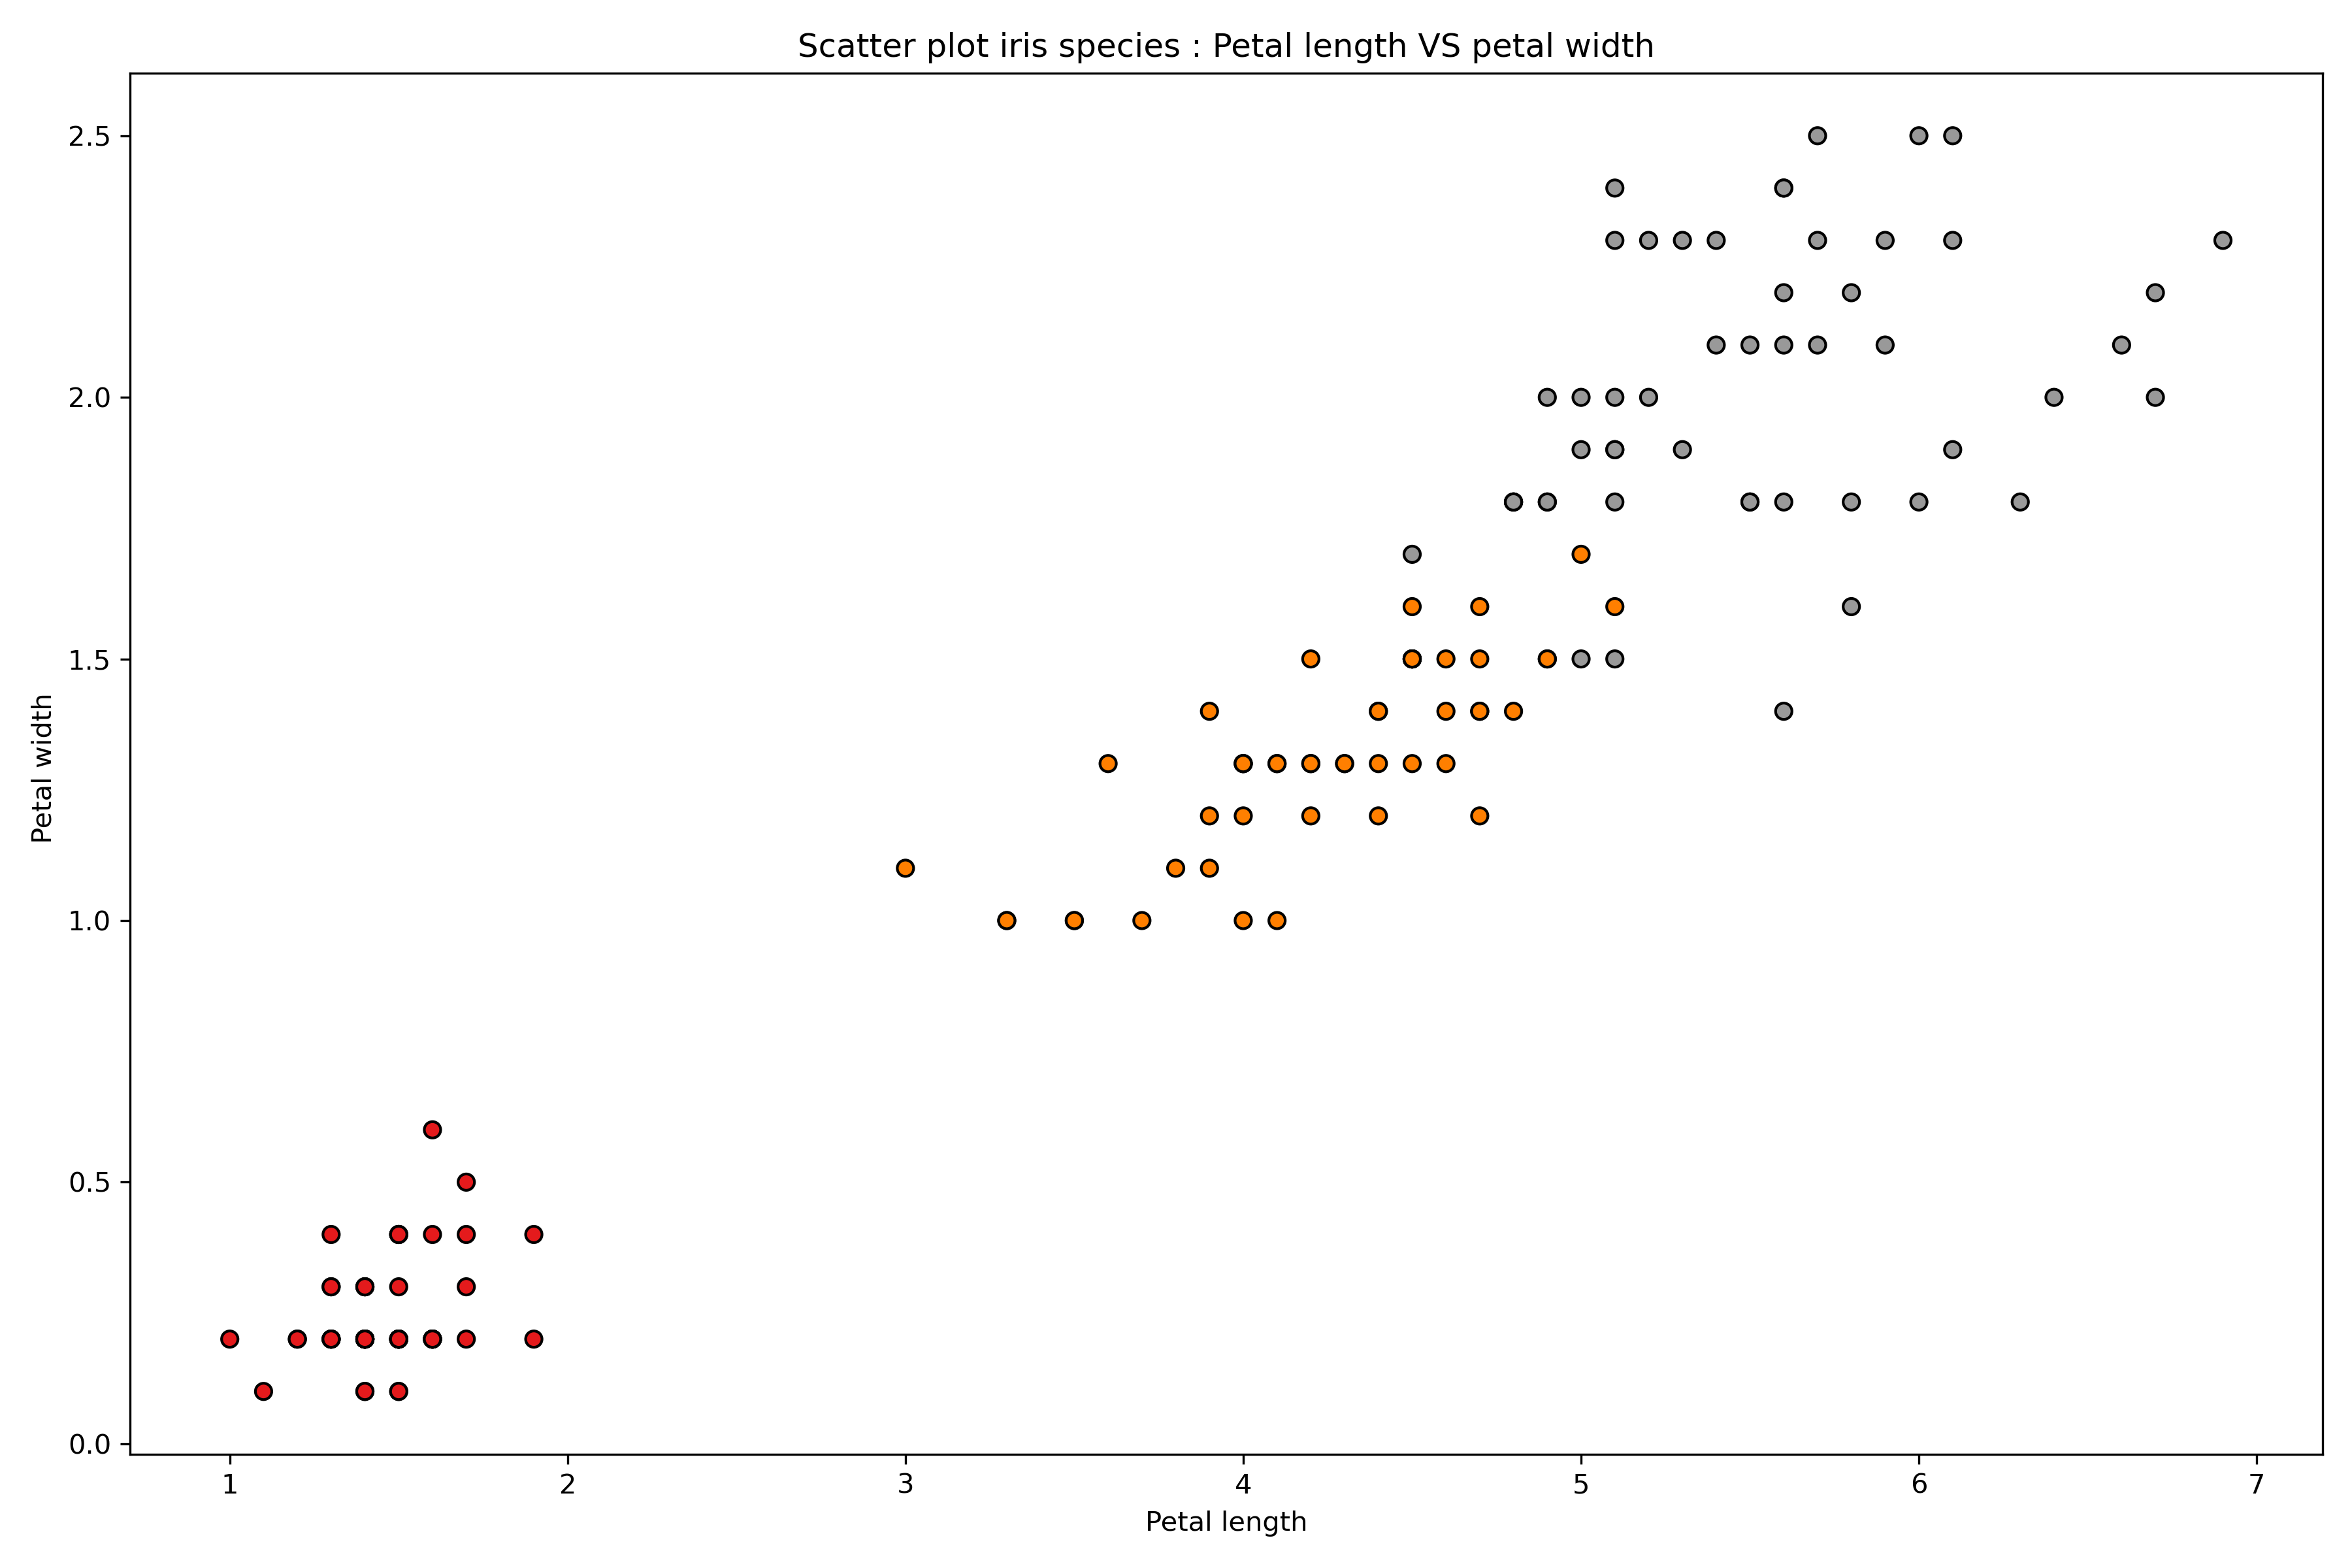 Scatter plot iris species : Petal length VS petal width
2.5
2.0
1.5
1.0
0.5
0.0
Petal width
1 2 3 4 5 6 7
Petal length